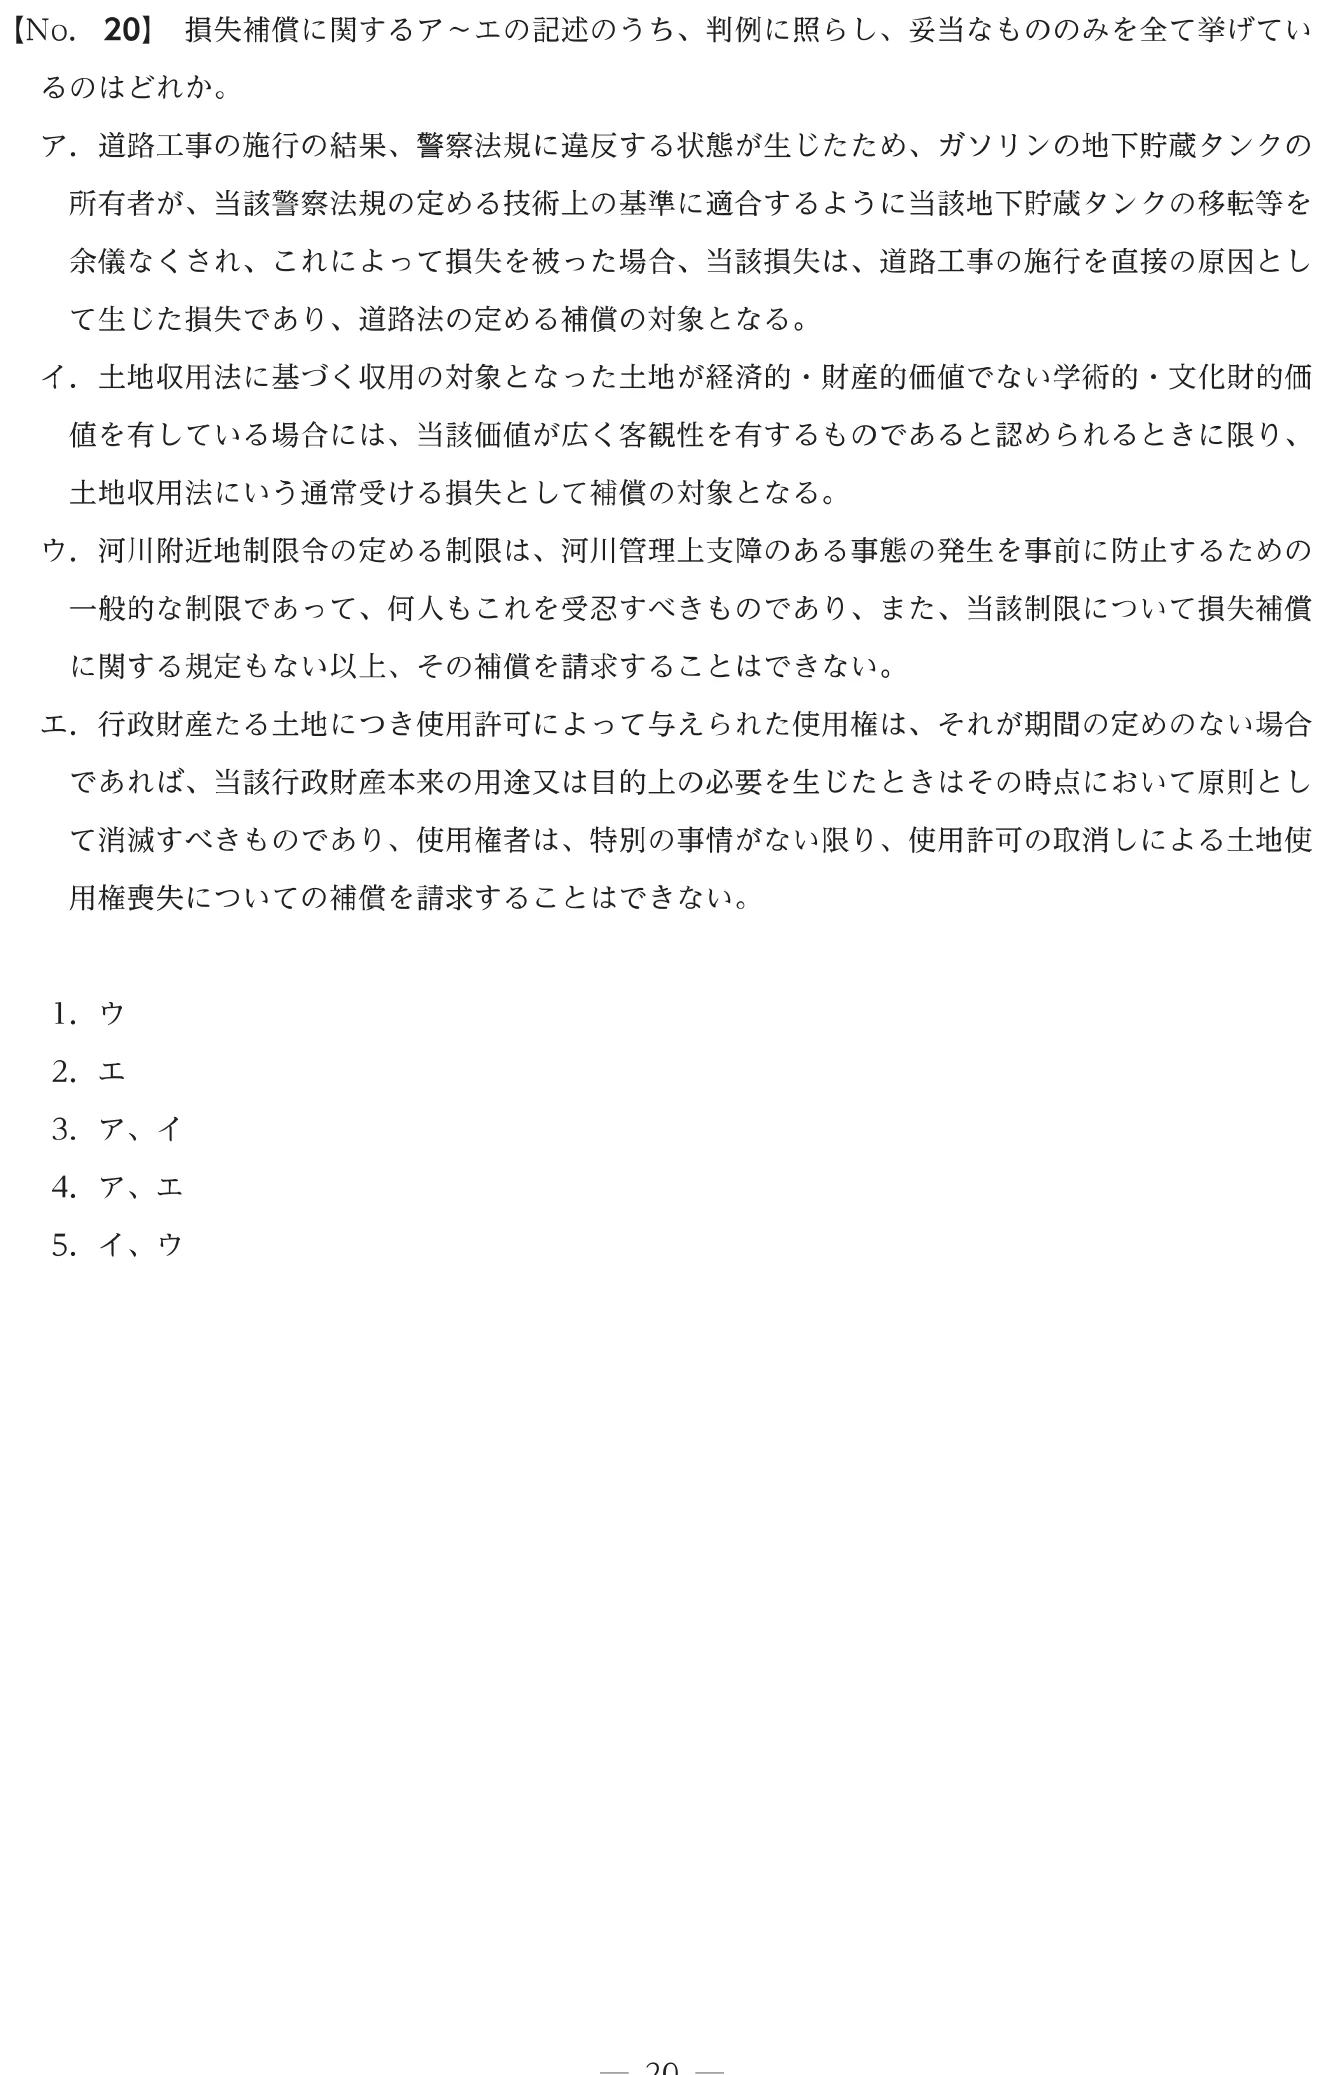 【No. 20】 損失補償に関するア~エの記述のうち、判例に照らし、妥当なもののみを全て挙げてい
るのはどれか。
ア．道路工事の施行の結果、警察法規に違反する状態が生じたため、ガソリンの地下貯蔵タンクの
所有者が、当該警察法規の定める技術上の基準に適合するように当該地下貯蔵タンクの移転等を
余儀なくされ、これによって損失を被った場合、当該損失は、道路工事の施行を直接の原因とし
て生じた損失であり、道路法の定める補償の対象となる。
イ．土地収用法に基づく収用の対象となった土地が経済的・財産的価値でない学術的・文化財的価
値を有している場合には、当該価値が広く客観性を有するものであると認められるときに限り、
土地収用法にいう通常受ける損失として補償の対象となる。
ウ．河川附近地制限令の定める制限は、河川管理上支障のある事態の発生を事前に防止するための
一般的な制限であって、何人もこれを受忍すべきものであり、また、当該制限について損失補償
に関する規定もない以上、その補償を請求することはできない。
エ．行政財産たる土地につき使用許可によって与えられた使用権は、それが期間の定めのない場合
であれば、当該行政財産本来の用途又は目的上の必要を生じたときはその時点において原則とし
て消滅すべきものであり、使用権者は、特別の事情がない限り、使用許可の取消しによる土地使
用権喪失についての補償を請求することはできない。
1．ウ
2．エ
3．ア、イ
4．ア、エ
5．イ、ウ
— 20 —